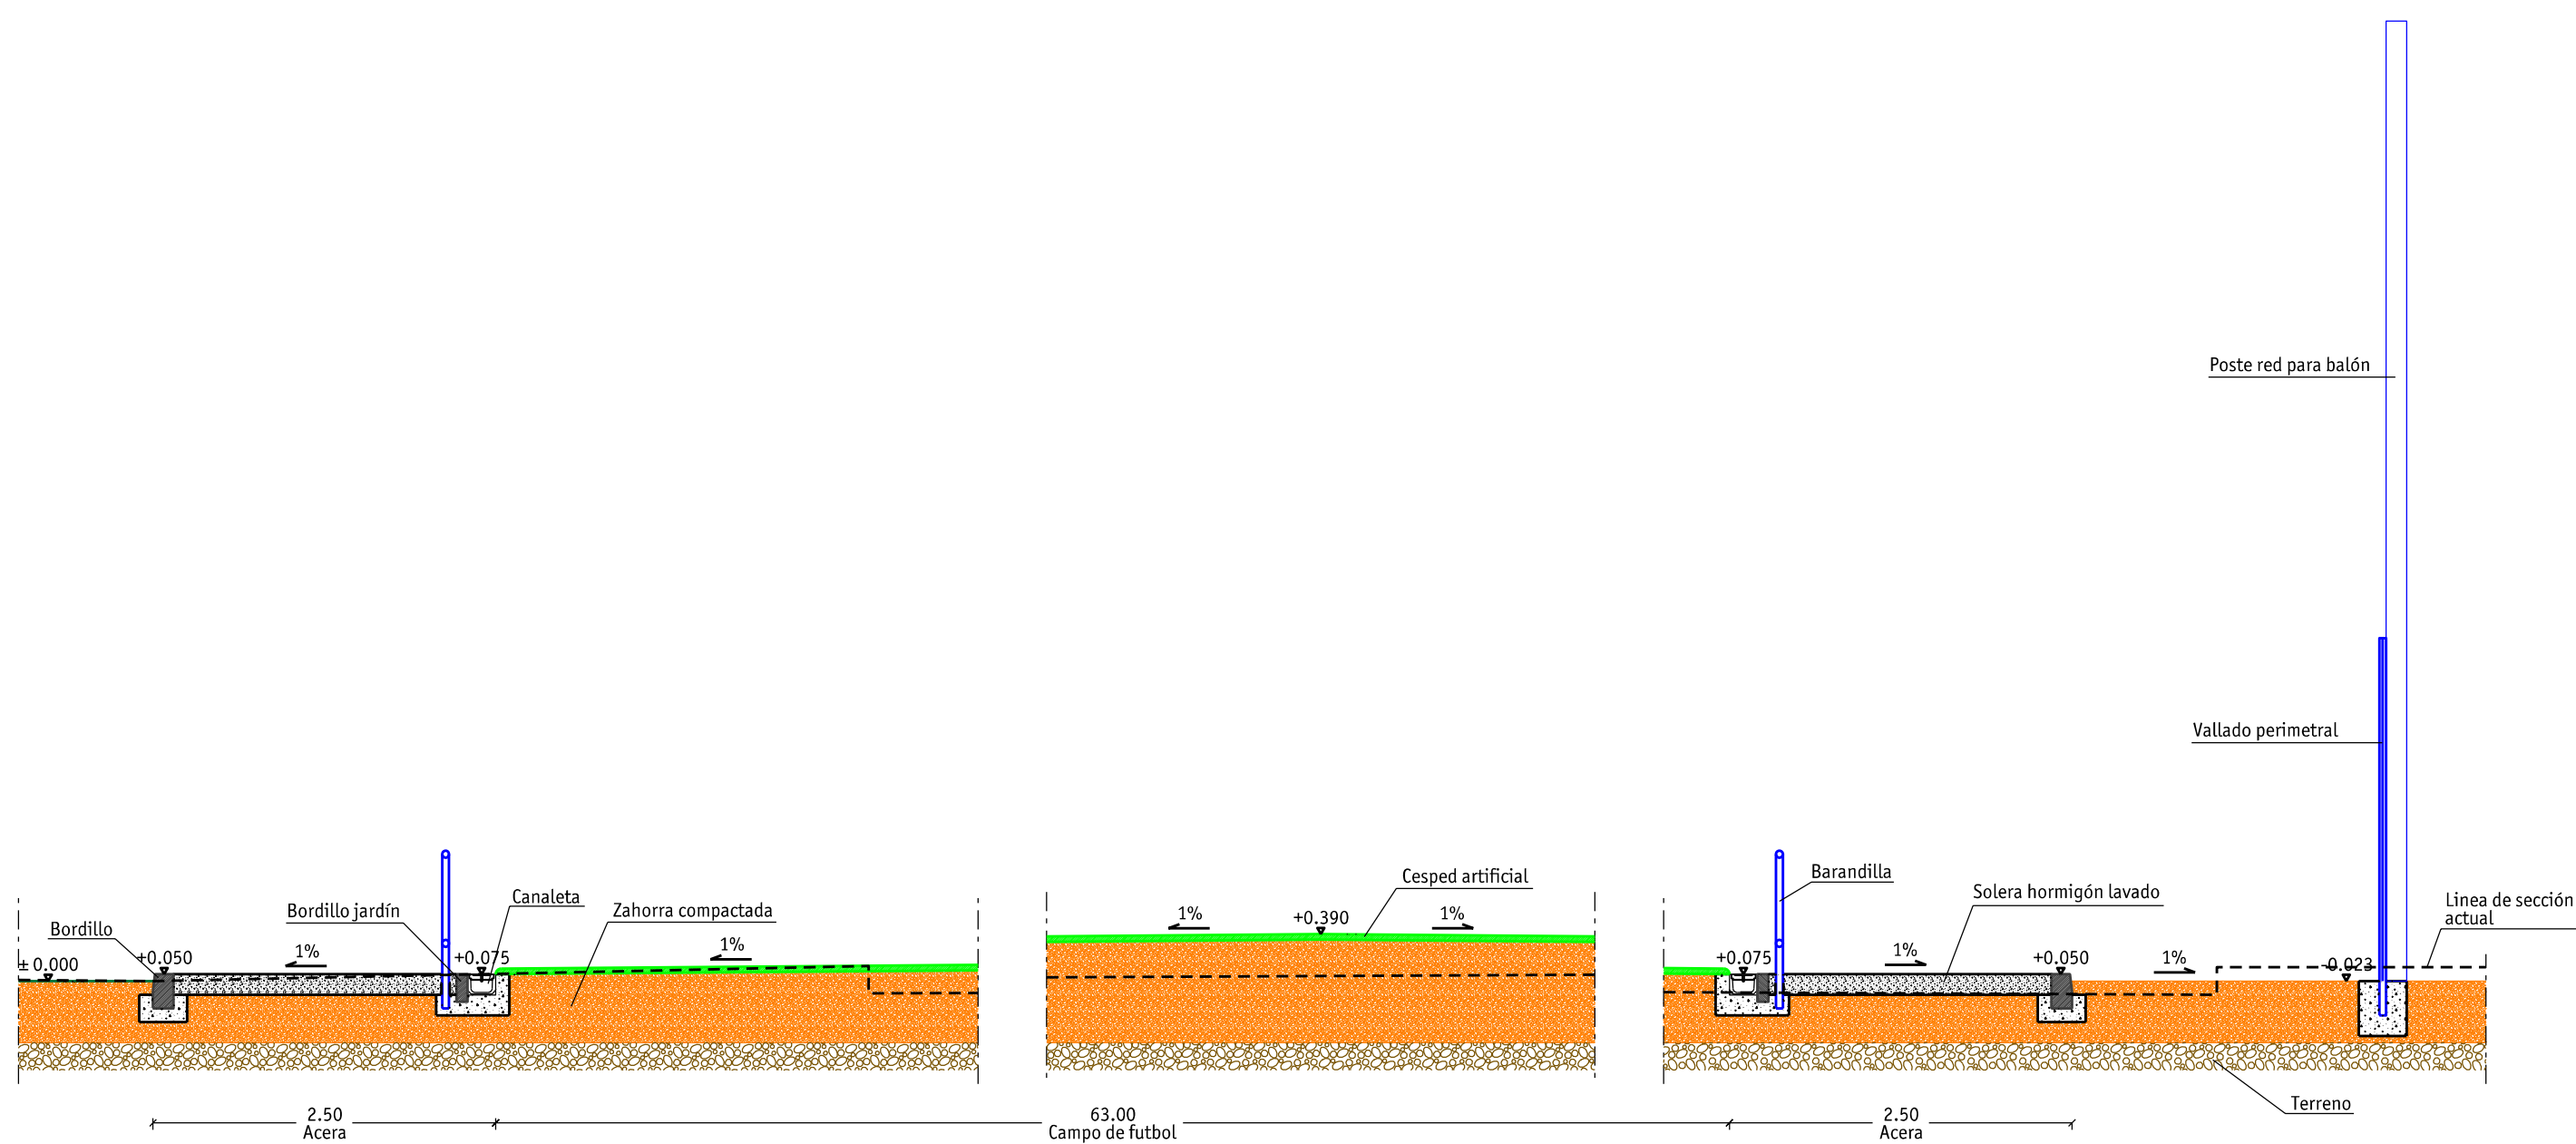 Poste red para balón
Vallado perimetral
Barandilla
Cesped artificial
Solera hormigón lavado
Linea de sección
actual
Canaleta
Bordillo jardín
Zahorra compactada
Bordillo
1%
+0.390
1%
±0.000
+0.050
1%
+0.075
1%
+0.075
1%
+0.050
1%
-0.023
Terreno
2.50
Acera
63.00
Campo de futbol
2.50
Acera